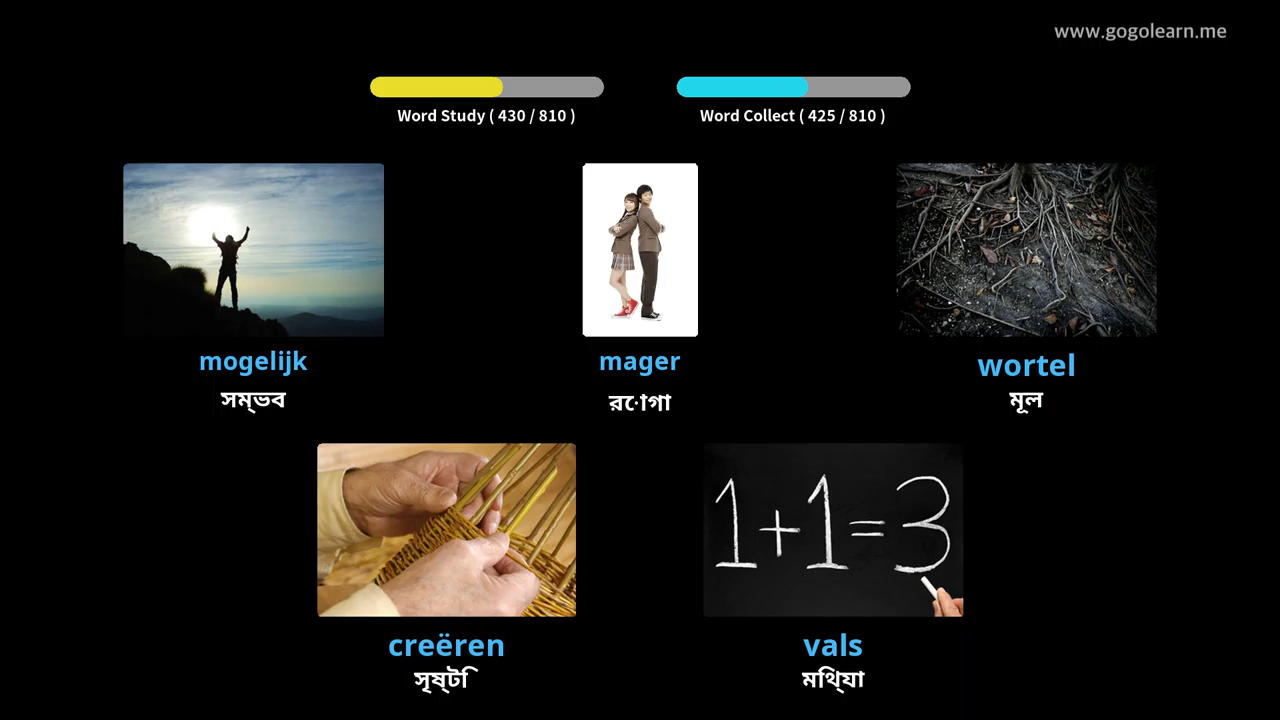 www.gogolearn.me
Word Study ( 430 / 810 )
Word Collect ( 425 / 810 )
mogelijk
সম্ভব
mager
রোগা
wortel
মূল
creëren
সৃষ্টি
vals
মিথ্যা
1+1=3